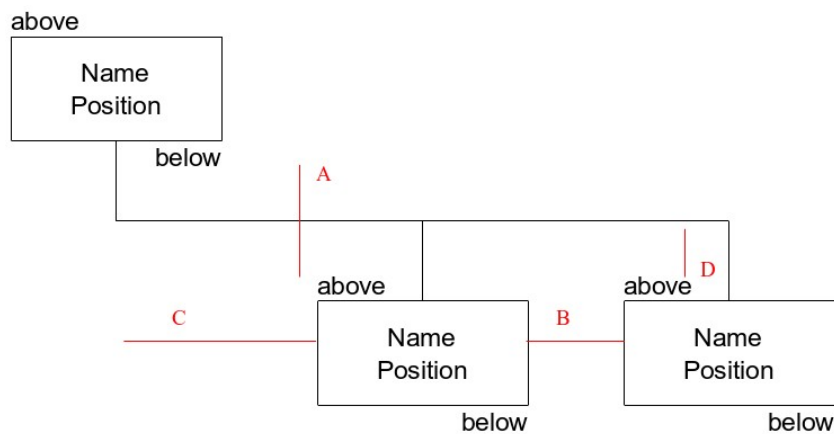 above
Name
Position
below
A
D
above
above
C
B
Name
Position
Name
Position
below
below